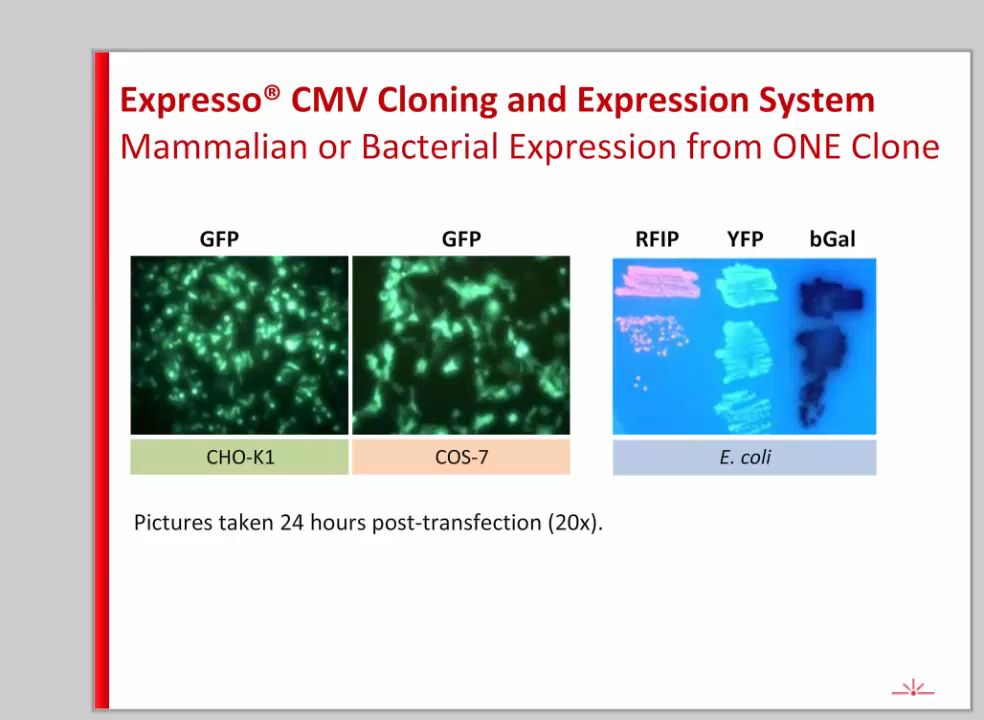 Expresso® CMV Cloning and Expression System
Mammalian or Bacterial Expression from ONE Clone
GFP GFP RFIP YFP bGal
CHO-K1 COS-7 E. coli
Pictures taken 24 hours post-transfection (20x).